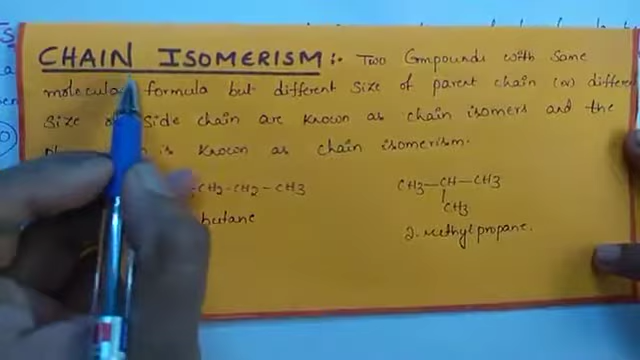 CHAIN ISOMERISM :- Two Compounds with same
molecular formula but different size of parent chain (or)
size side chain are known as chain isomers and the
is known as chain isomerism.
-CH2-CH2-CH3
butane
CH3-CH-CH3
|
CH3
2. Methyl propane.